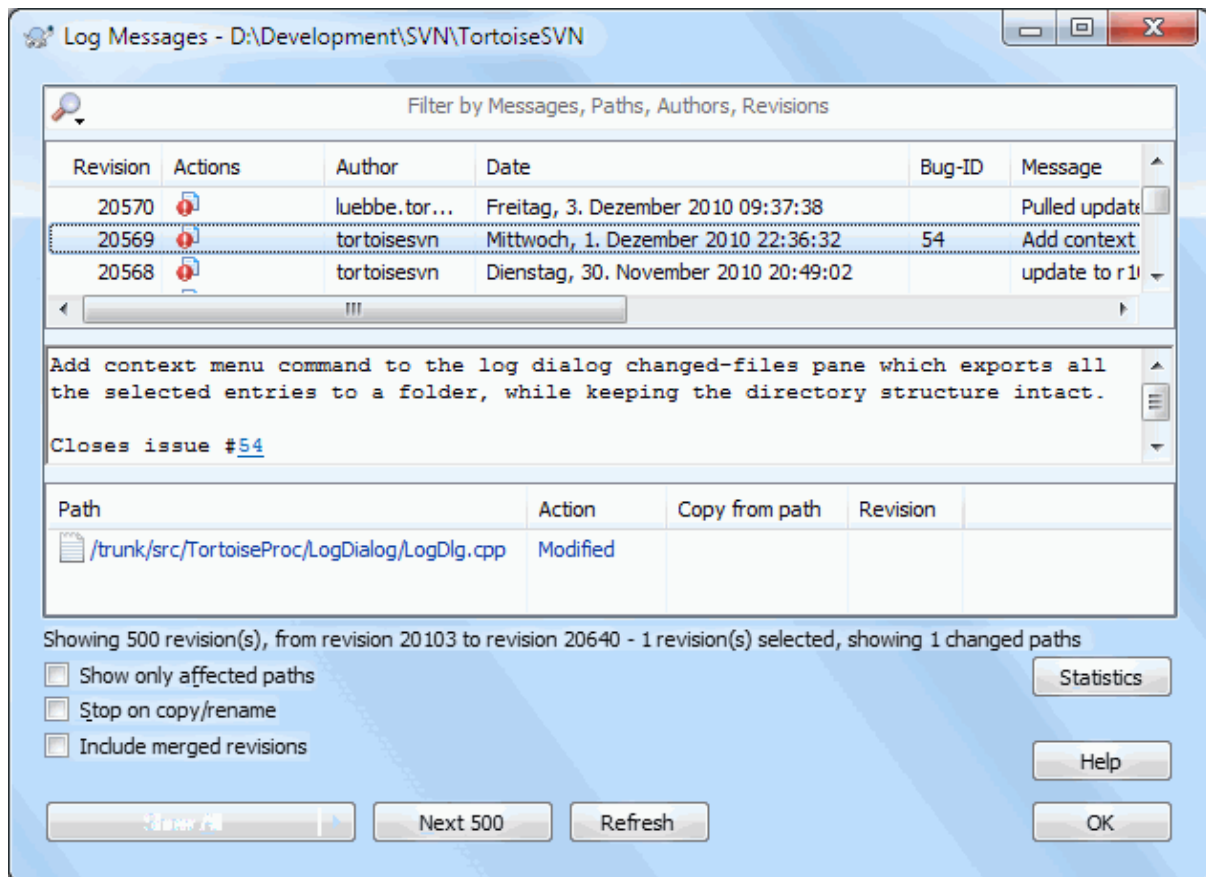 Log Messages - D:\Development\SVN\TortoiseSVN
Filter by Messages, Paths, Authors, Revisions
Revision Actions Author Date Bug-ID Message
20570 luebbe.tor... Freitag, 3. Dezember 2010 09:37:38 Pulled update
20569 tortoisesvn Mittwoch, 1. Dezember 2010 22:36:32 54 Add context
20568 tortoisesvn Dienstag, 30. November 2010 20:49:02 update to r1
Add context menu command to the log dialog changed-files pane which exports all
the selected entries to a folder, while keeping the directory structure intact.
Closes issue #54
Path Action Copy from path Revision
/trunk/src/TortoiseProc/LogDialog/LogDlg.cpp Modified
Showing 500 revision(s), from revision 20103 to revision 20640 - 1 revision(s) selected, showing 1 changed paths
Show only affected paths
Statistics
Stop on copy/rename
Include merged revisions
Help
Show All Next 500 Refresh OK